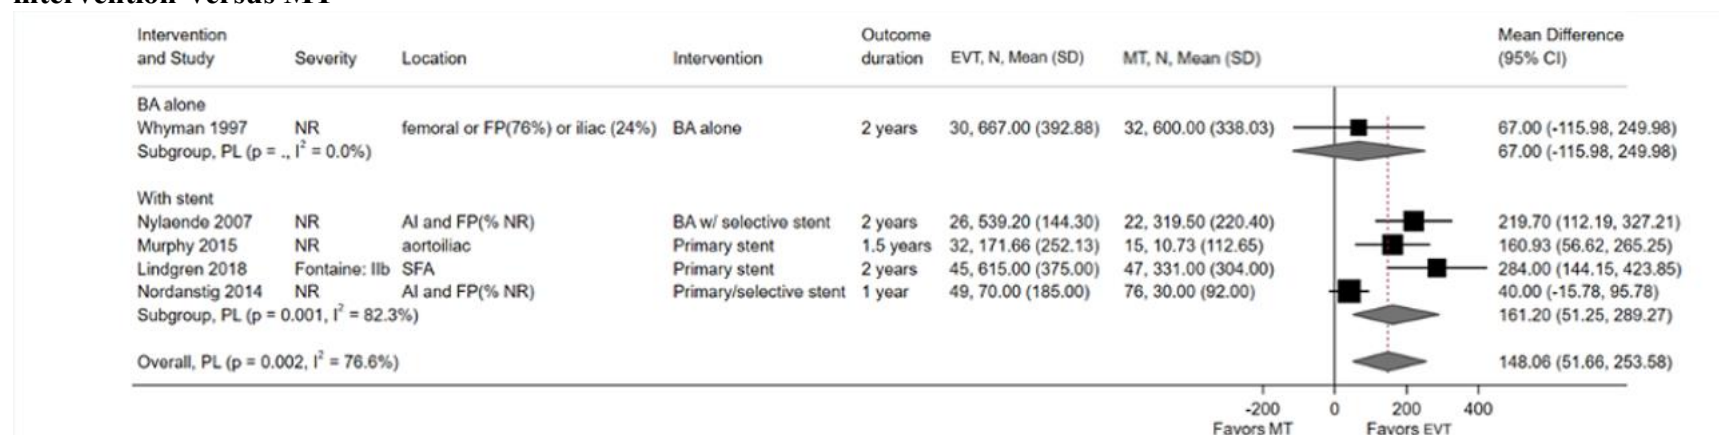 intervention versus MT
Intervention and Study Severity Location Intervention Outcome duration EVT, N, Mean (SD) MT, N, Mean (SD) Mean Difference (95% CI)
BA alone
Whyman 1997 NR femoral or FP(76%) or iliac (24%) BA alone 2 years 30, 667.00 (392.88) 32, 600.00 (338.03) 67.00 (-115.98, 249.98)
Subgroup, PL (p = ., I² = 0.0%) 67.00 (-115.98, 249.98)
With stent
Nylaende 2007 NR AI and FP(% NR) BA w/ selective stent 2 years 26, 539.20 (144.30) 22, 319.50 (220.40) 219.70 (112.19, 327.21)
Murphy 2015 NR aortoiliac Primary stent 1.5 years 32, 171.66 (252.13) 15, 10.73 (112.65) 160.93 (56.62, 265.25)
Lindgren 2018 Fontaine: IIb SFA Primary stent 2 years 45, 615.00 (375.00) 47, 331.00 (304.00) 284.00 (144.15, 423.85)
Nordanstig 2014 NR AI and FP(% NR) Primary/selective stent 1 year 49, 70.00 (185.00) 76, 30.00 (92.00) 40.00 (-15.78, 95.78)
Subgroup, PL (p = 0.001, I² = 82.3%) 161.20 (51.25, 289.27)
Overall, PL (p = 0.002, I² = 76.6%) 148.06 (51.66, 253.58)
-200 0 200 400
Favors MT Favors EVT